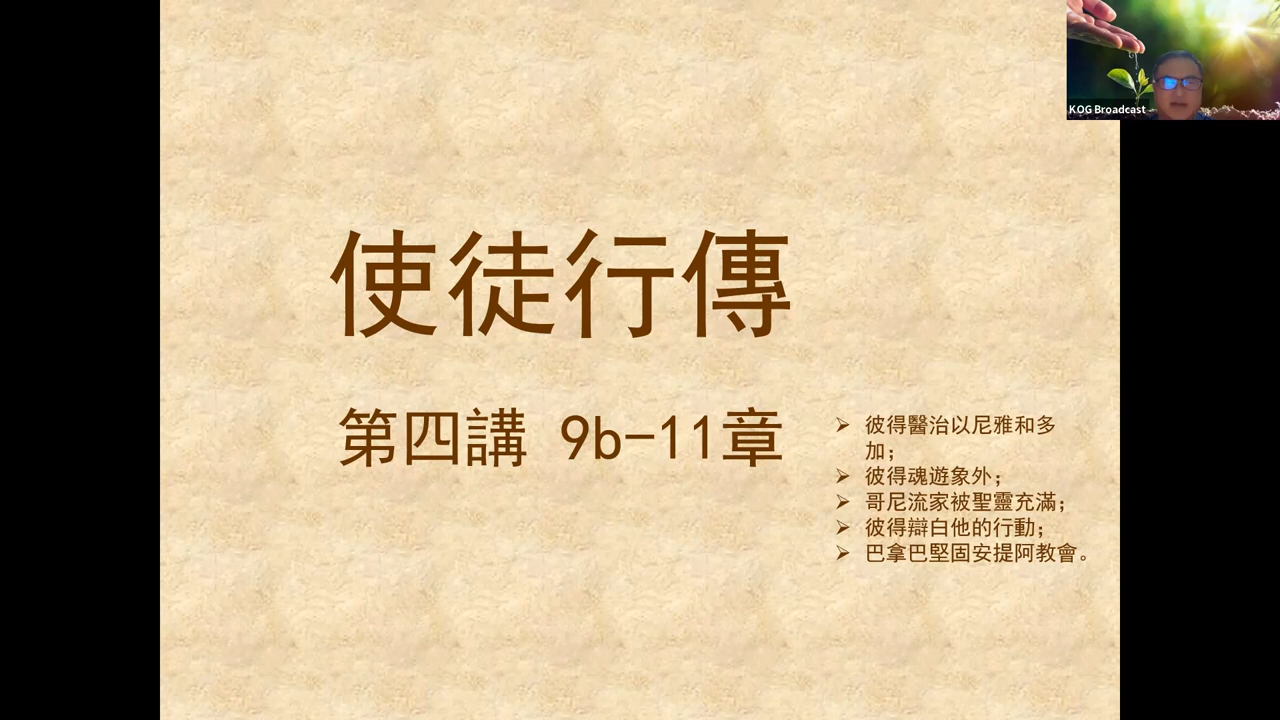 KOG Broadcast
使徒行傳
第四講 9b-11章
➢ 彼得醫治以尼雅和多
加；
➢ 彼得魂遊象外；
➢ 哥尼流家被聖靈充滿；
➢ 彼得辯白他的行動；
➢ 巴拿巴堅固安提阿教會。